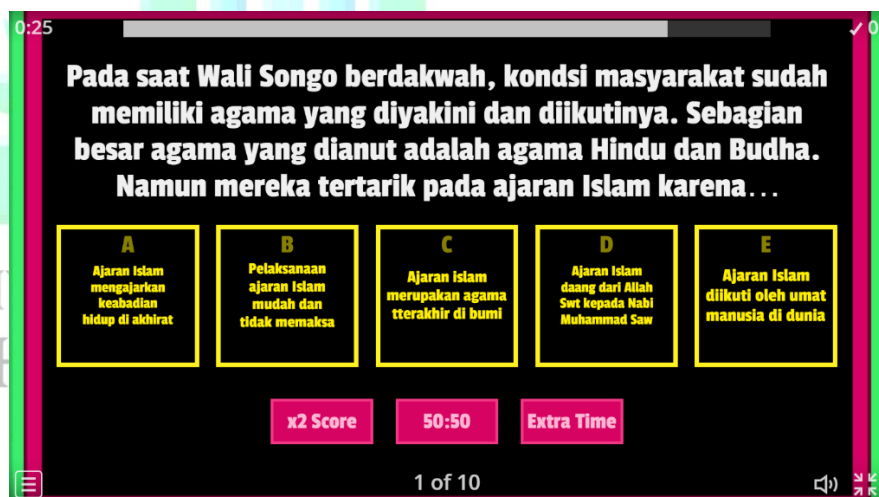 0:25
✓ 0
Pada saat Wali Songo berdakwah, kondsi masyarakat sudah
memiliki agama yang diyakini dan diikutinya. Sebagian
besar agama yang dianut adalah agama Hindu dan Budha.
Namun mereka tertarik pada ajaran Islam karena...
A
Ajaran Islam
mengajarkan
keabadian
hidup di akhirat
B
Pelaksanaan
ajaran Islam
mudah dan
tidak memaksa
C
Ajaran islam
merupakan agama
tterakhir di bumi
D
Ajaran Islam
daang dari Allah
Swt kepada Nabi
Muhammad Saw
E
Ajaran Islam
diikuti oleh umat
manusia di dunia
x2 Score
50:50
Extra Time
1 of 10